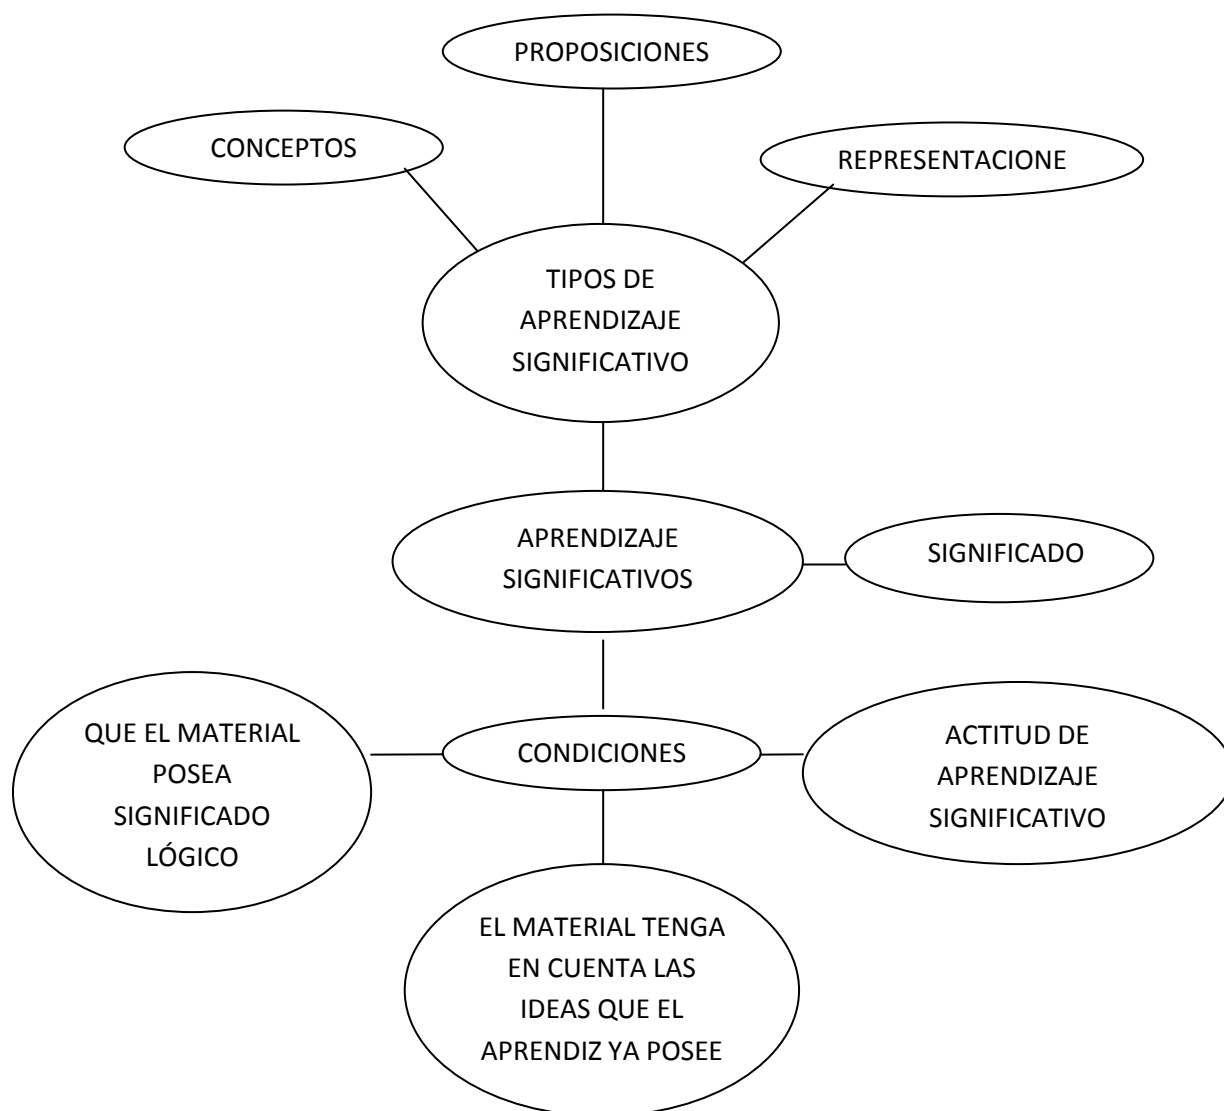 PROPOSICIONES
CONCEPTOS
REPRESENTACIONE
TIPOS DE
APRENDIZAJE
SIGNIFICATIVO
APRENDIZAJE
SIGNIFICATIVOS
SIGNIFICADO
QUE EL MATERIAL
POSEA
SIGNIFICADO
LÓGICO
CONDICIONES
ACTITUD DE
APRENDIZAJE
SIGNIFICATIVO
EL MATERIAL TENGA
EN CUENTA LAS
IDEAS QUE EL
APRENDIZ YA POSEE